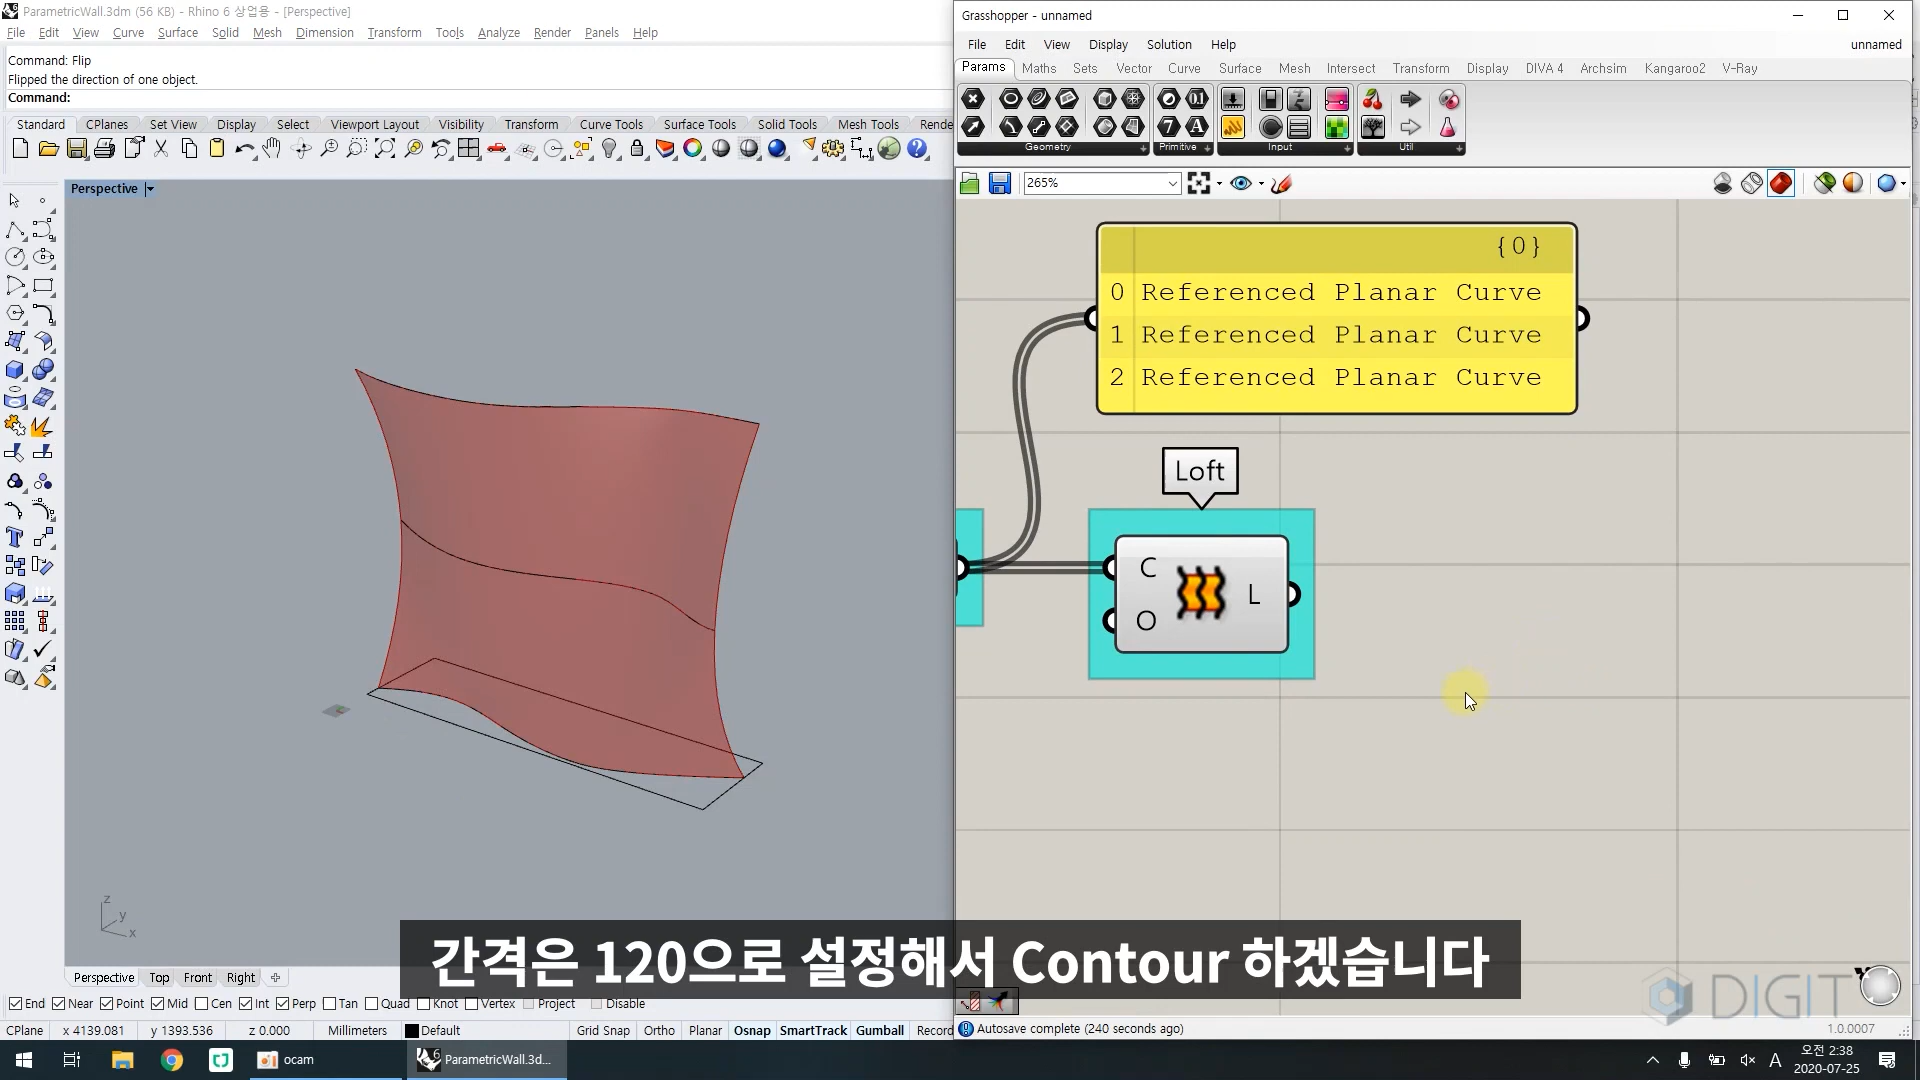 ParametricWall.3dm (56 KB) - Rhino 6 상업용 - [Perspective]
File Edit View Curve Surface Solid Mesh Dimension Transform Tools Analyze Render Panels Help
Command: Flip
Flipped the direction of one object.
Command:
Standard CPlanes Set View Display Select Viewport Layout Visibility Transform Curve Tools Surface Tools Solid Tools Mesh Tools Rende
Perspective
z
y
x
Perspective Top Front Right
End Near Point Mid Cen Int Perp Tan Quad Knot Vertex Project Disable
CPlane x 4139.081 y 1393.536 z 0.000 Millimeters Default Grid Snap Ortho Planar Osnap SmartTrack Gumball Record
Grasshopper - unnamed
File Edit View Display Solution Help unnamed
Params Maths Sets Vector Curve Surface Mesh Intersect Transform Display DIVA 4 Archsim Kangaroo2 V-Ray
Geometry Primitive Input Util
265%
{0}
0 Referenced Planar Curve
1 Referenced Planar Curve
2 Referenced Planar Curve
Loft
C
L
O
간격은 120으로 설정해서 Contour 하겠습니다
DIGIT
Autosave complete (240 seconds ago) 1.0.0007
ocam ParametricWall.3d... A 오전 2:38
2020-07-25